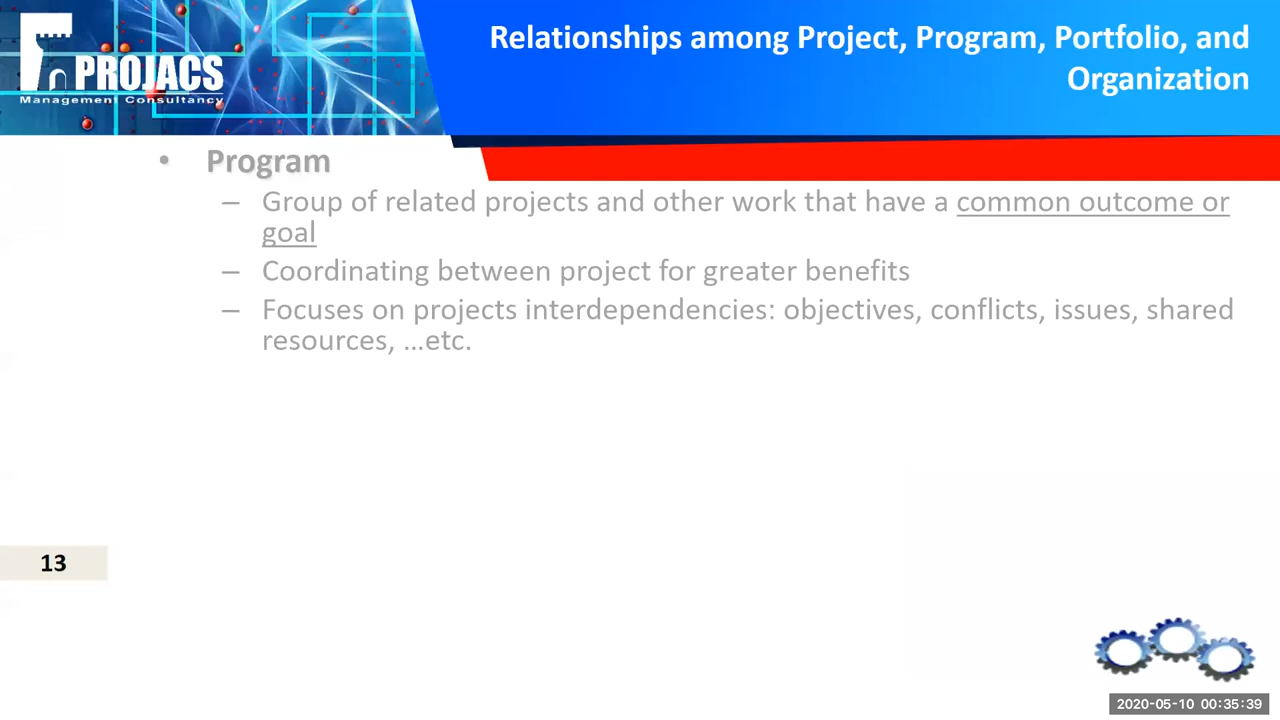 PROJACS
Management Consultancy
Relationships among Project, Program, Portfolio, and
Organization
• Program
– Group of related projects and other work that have a common outcome or
goal
– Coordinating between project for greater benefits
– Focuses on projects interdependencies: objectives, conflicts, issues, shared
resources, ...etc.
13
2020-05-10 00:35:39